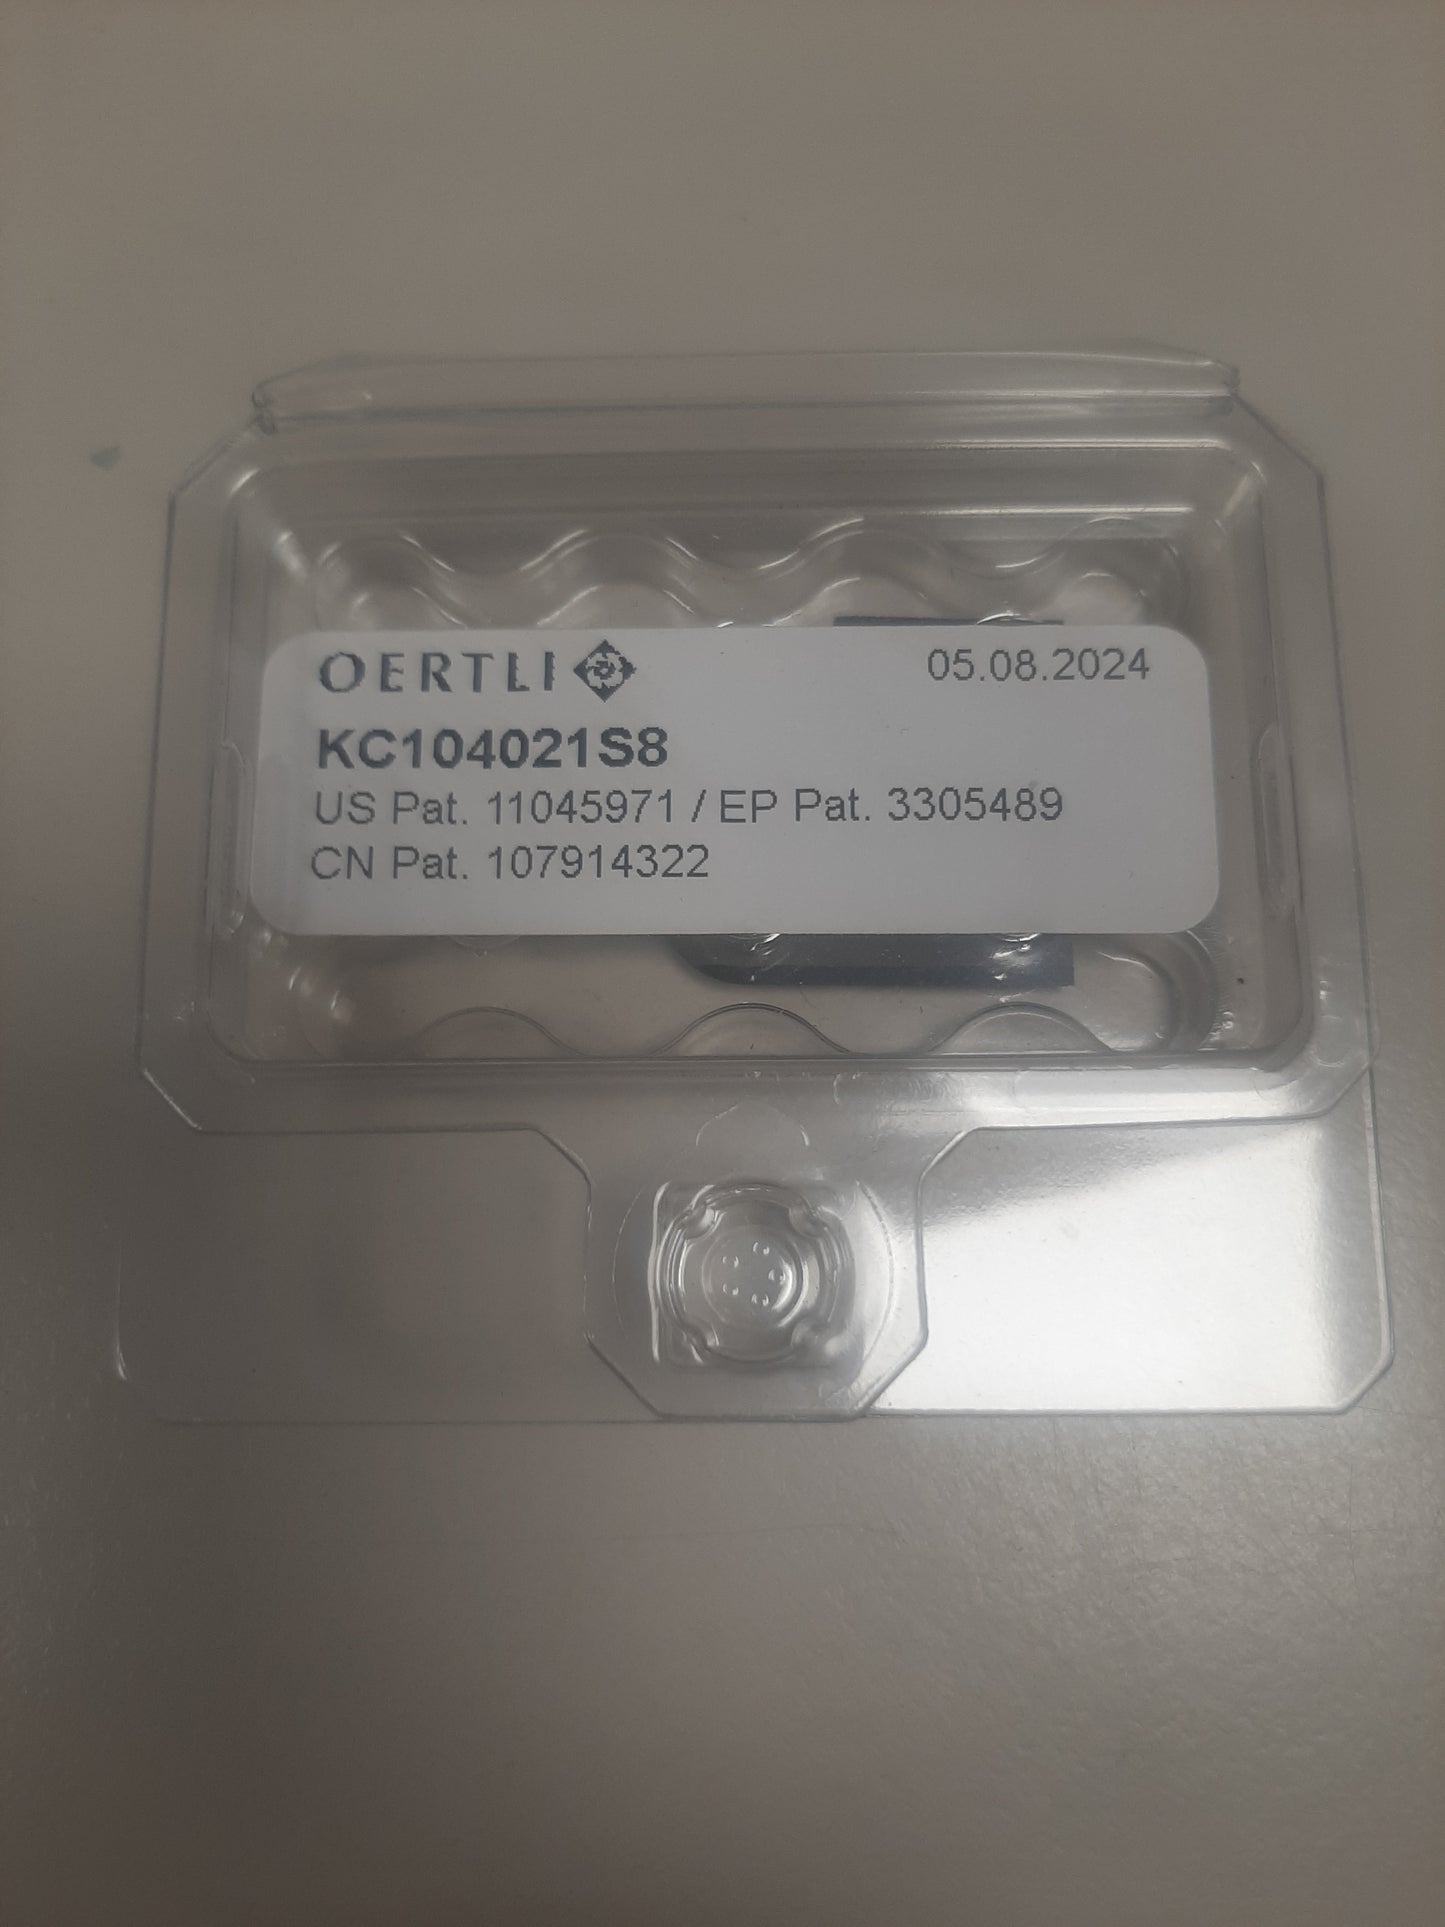 OERTLI 05.08.2024
KC104021S8
US Pat. 11045971 / EP Pat. 3305489
CN Pat. 107914322